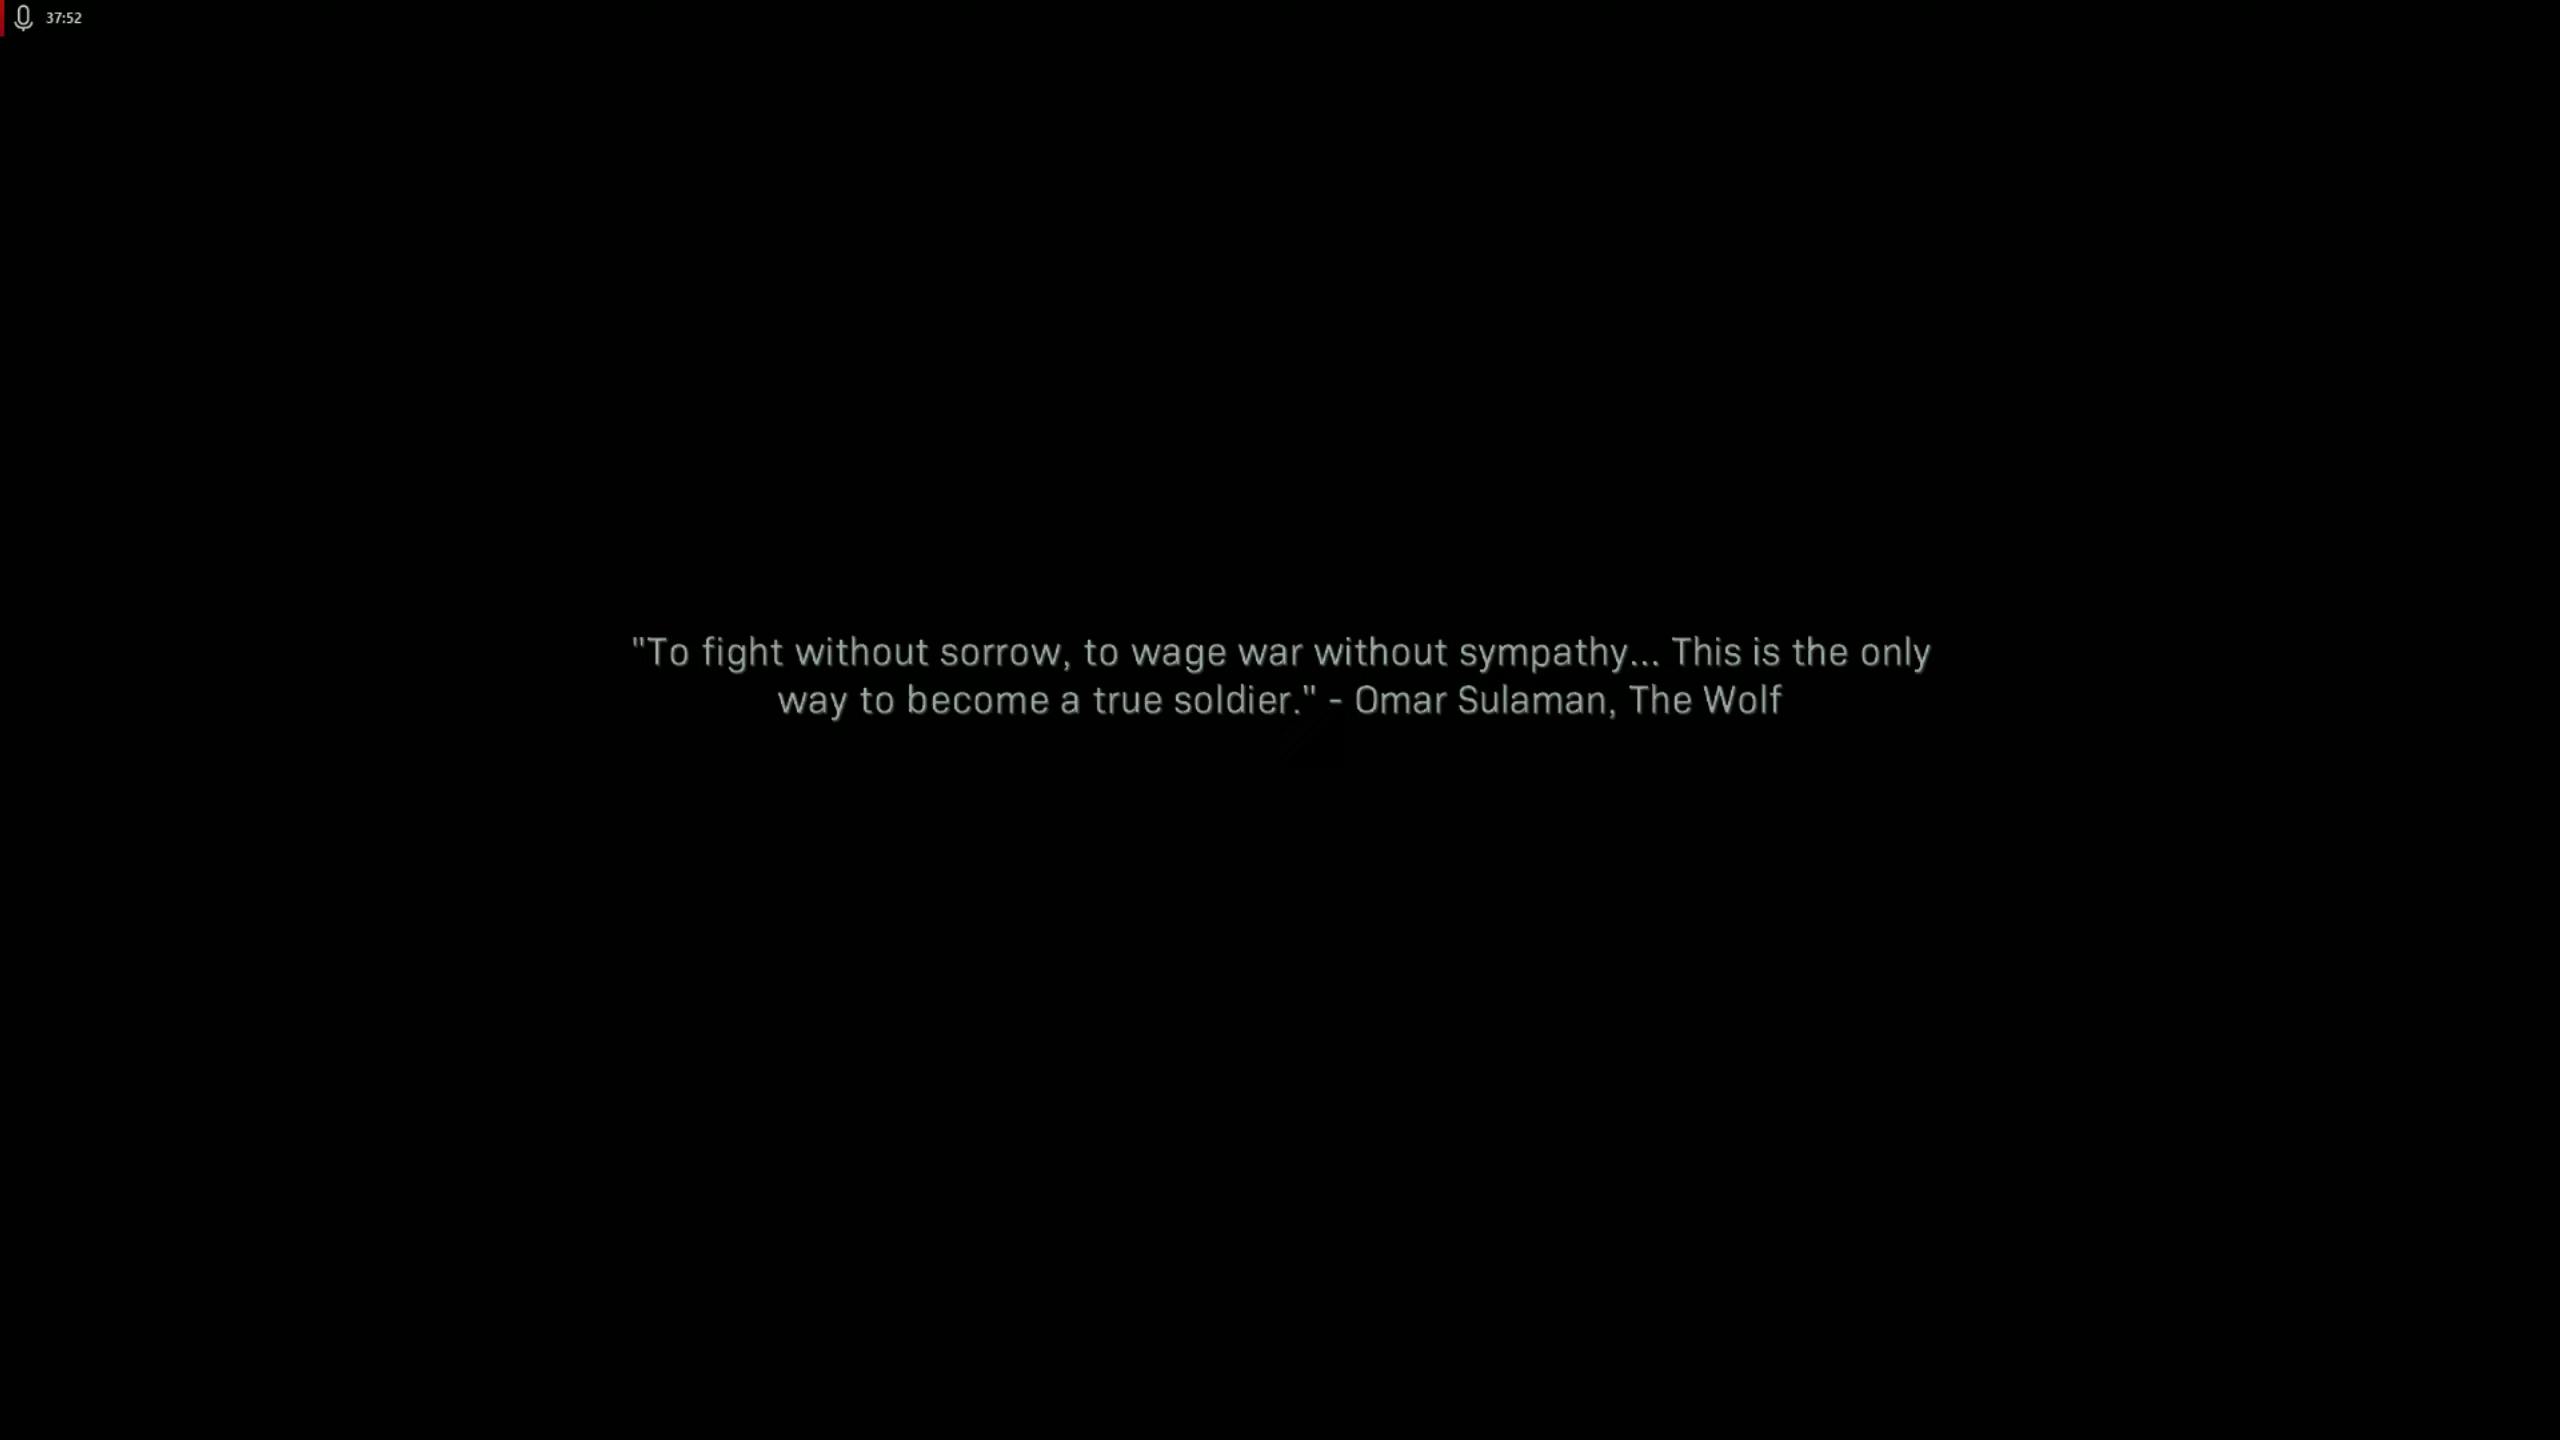 37:52
"To fight without sorrow, to wage war without sympathy... This is the only
way to become a true soldier." - Omar Sulaman, The Wolf